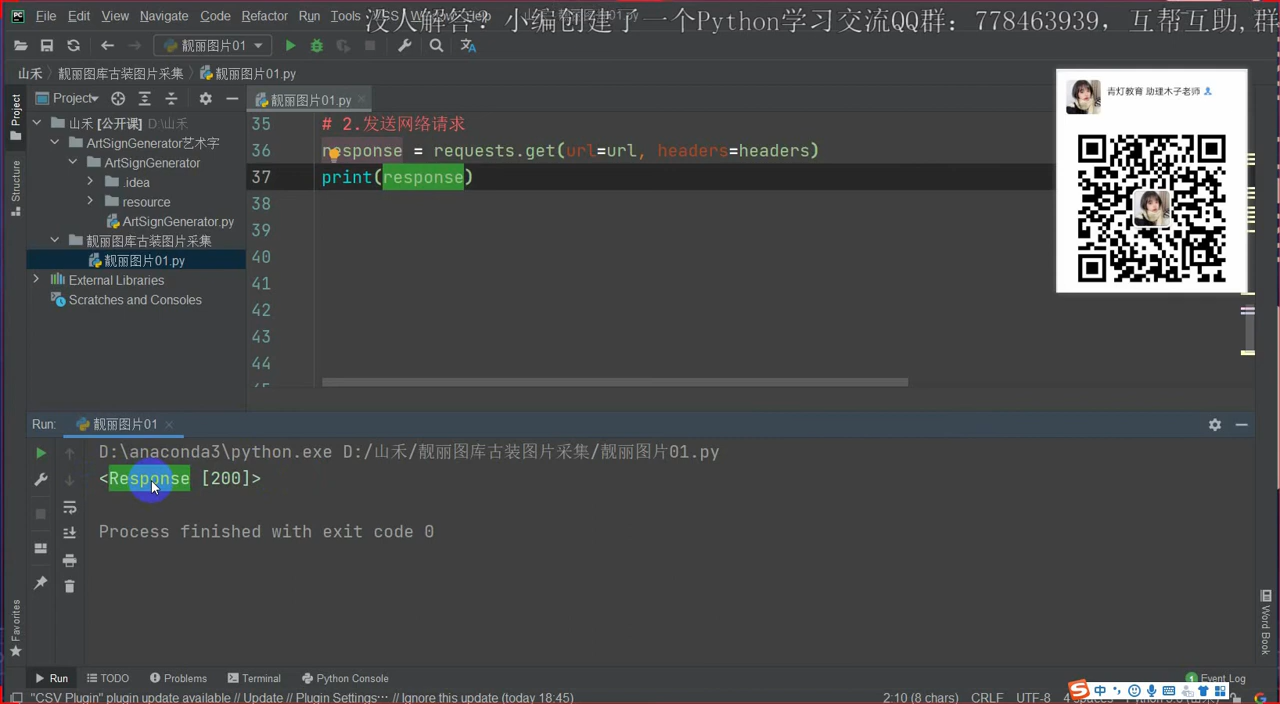 File Edit View Navigate Code Refactor Run Tools
没人解答？小编创建了一个Python学习交流QQ群：778463939，互帮互助,群
靓丽图片01
山禾 靓丽图库古装图片采集 靓丽图片01.py
青灯教育 助理木子老师
Project
靓丽图片01.py
Project
Structure
Favorites
山禾 [公开课] D:\山禾
ArtSignGenerator艺术字
ArtSignGenerator
.idea
resource
ArtSignGenerator.py
靓丽图库古装图片采集
靓丽图片01.py
External Libraries
Scratches and Consoles
35 # 2.发送网络请求
36 response = requests.get(url=url, headers=headers)
37 print(response)
38
39
40
41
42
43
44
Run: 靓丽图片01
D:\anaconda3\python.exe D:/山禾/靓丽图库古装图片采集/靓丽图片01.py
<Response [200]>
Process finished with exit code 0
Word Book
Run TODO Problems Terminal Python Console Event Log
"CSV Plugin" plugin update available // Update // Plugin Settings... // Ignore this update (today 18:45) 2:10 (8 chars) CRLF UTF-8
中